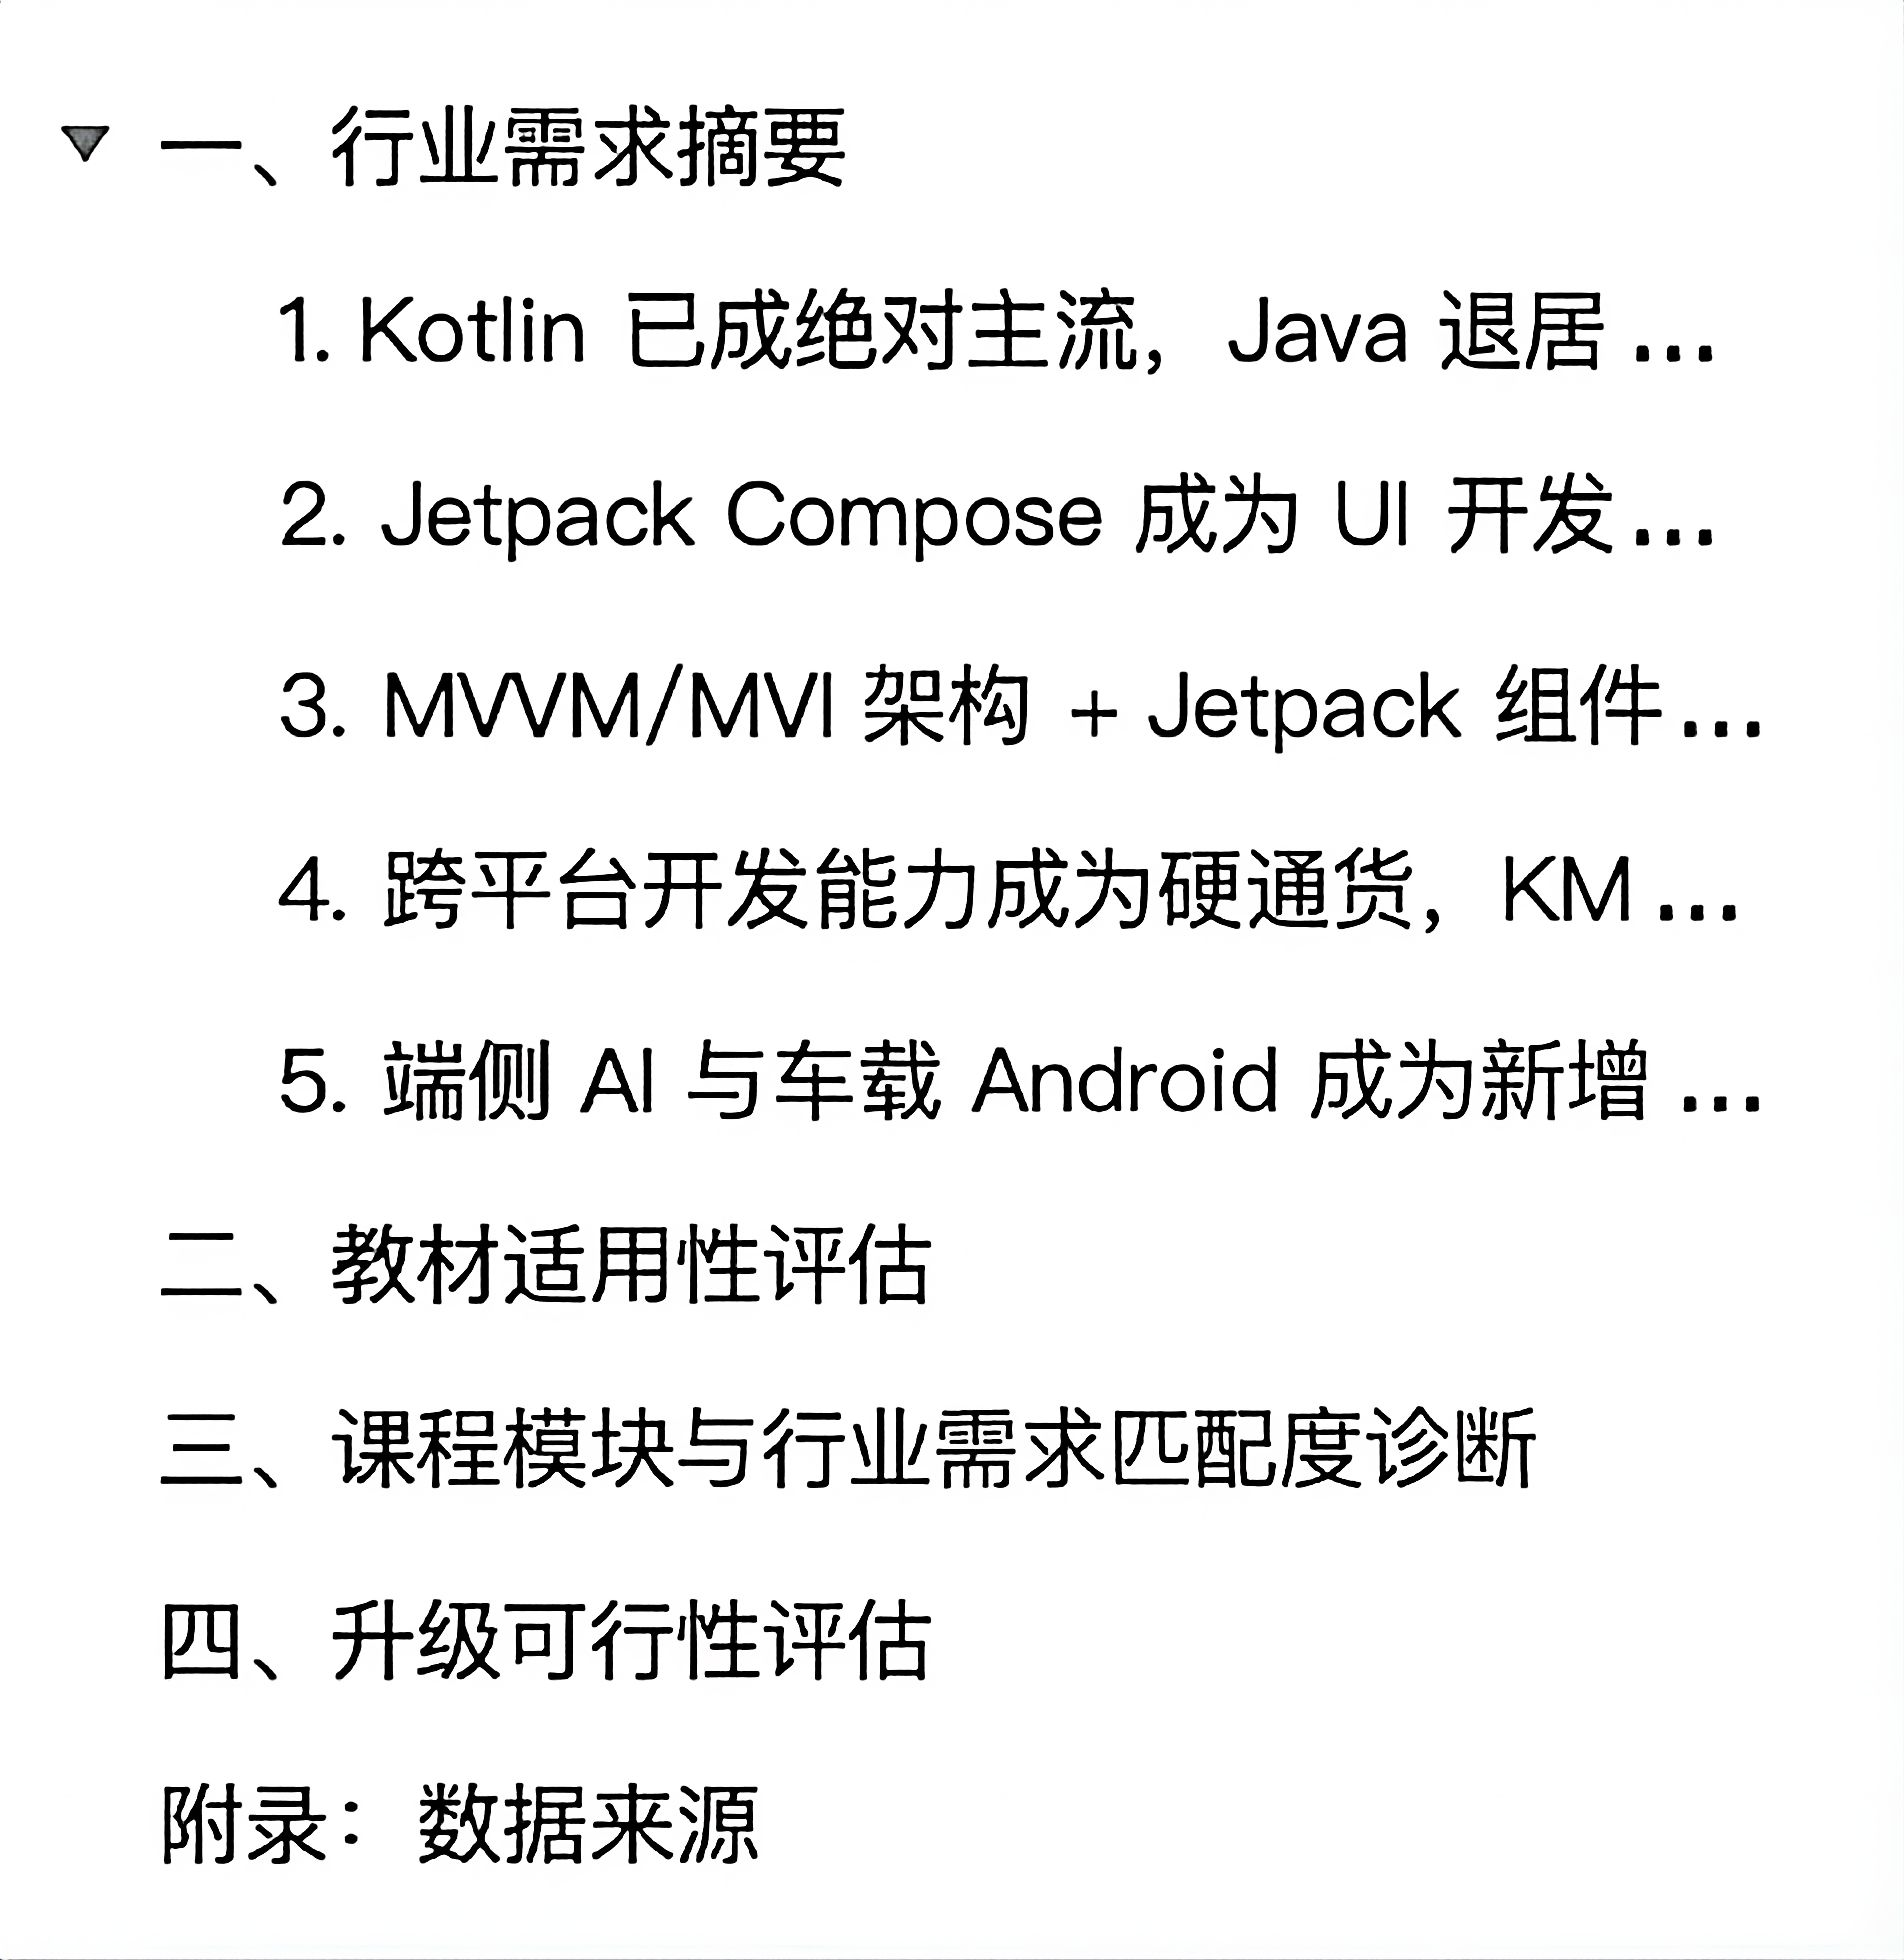 一、行业需求摘要
1. Kotlin 已成绝对主流，Java 退居...
2. Jetpack Compose 成为 UI 开发...
3. MVVM/MVI 架构 + Jetpack 组件...
4. 跨平台开发能力成为硬通货，KM...
5. 端侧 AI 与车载 Android 成为新增...
二、教材适用性评估
三、课程模块与行业需求匹配度诊断
四、升级可行性评估
附录：数据来源